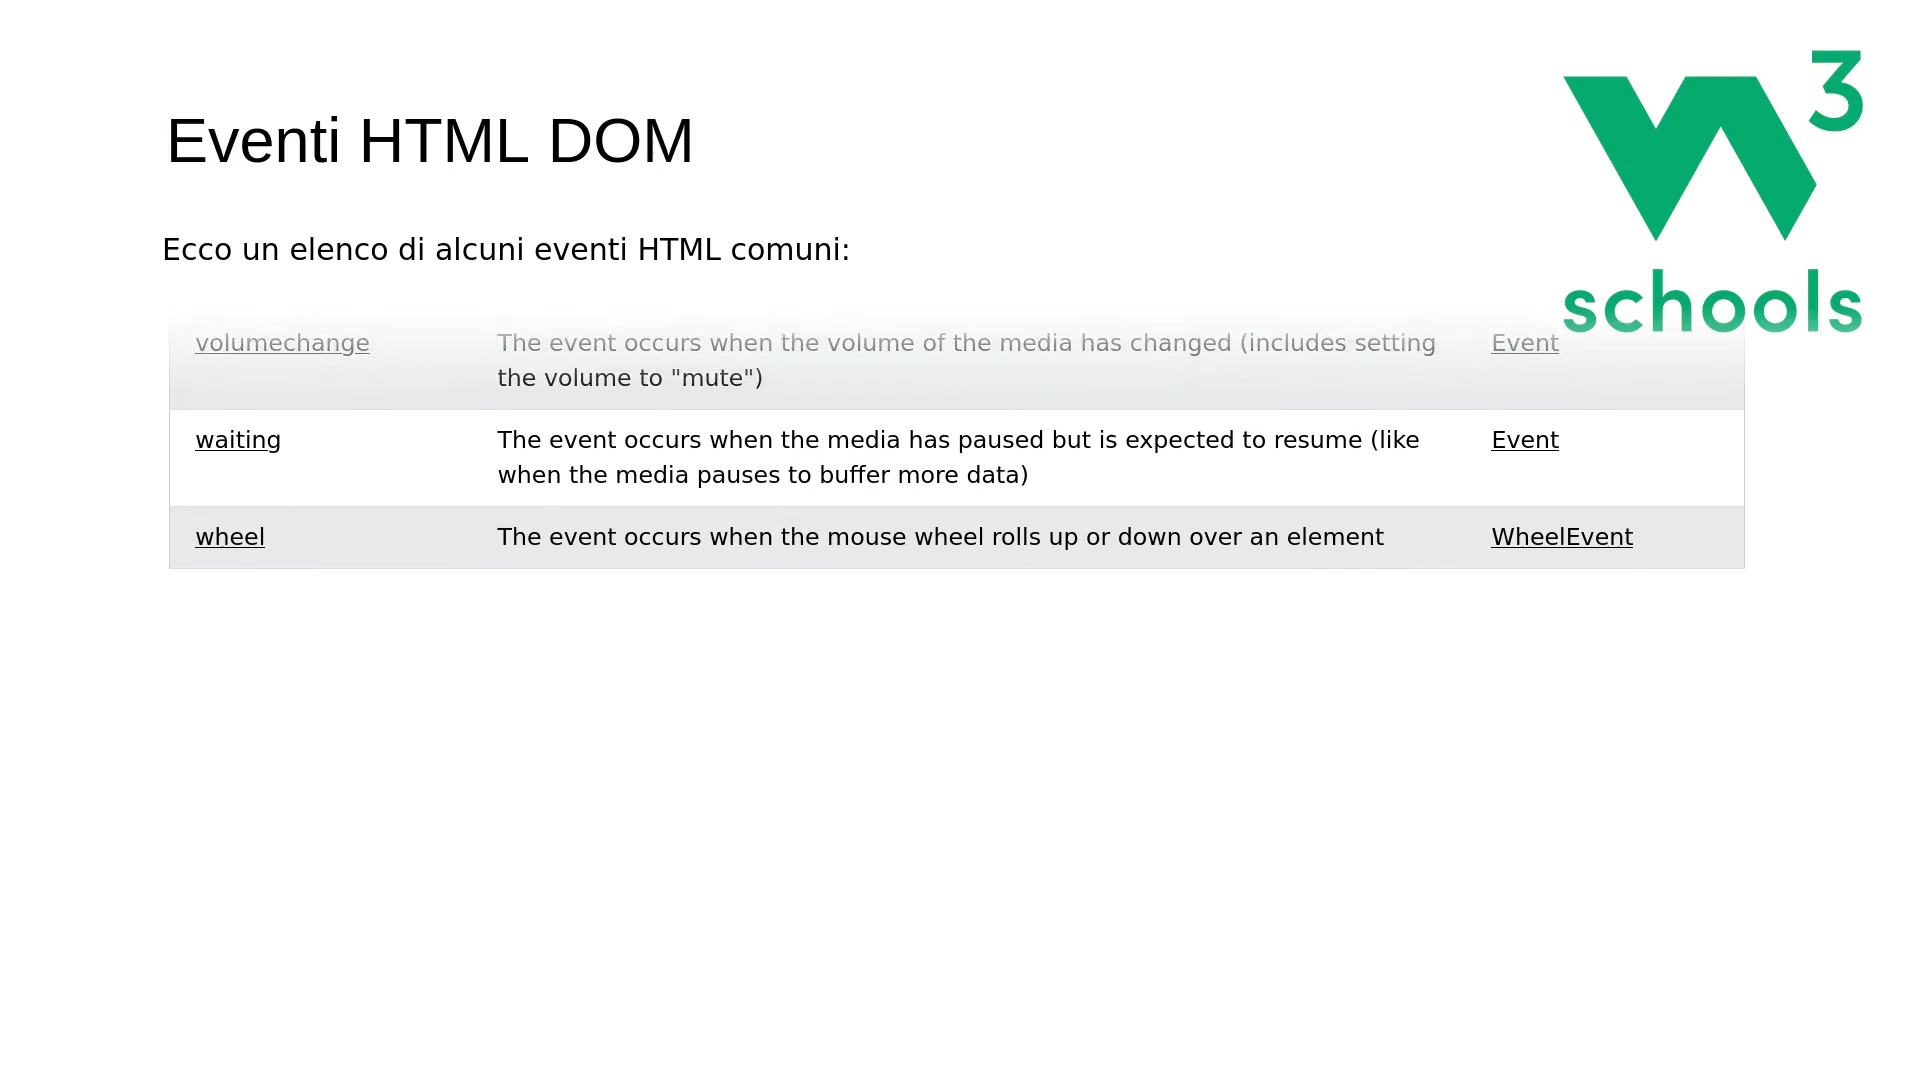 3
Eventi HTML DOM
Ecco un elenco di alcuni eventi HTML comuni:
schools
volumechange The event occurs when the volume of the media has changed (includes setting Event
the volume to "mute")
waiting The event occurs when the media has paused but is expected to resume (like Event
when the media pauses to buffer more data)
wheel The event occurs when the mouse wheel rolls up or down over an element WheelEvent